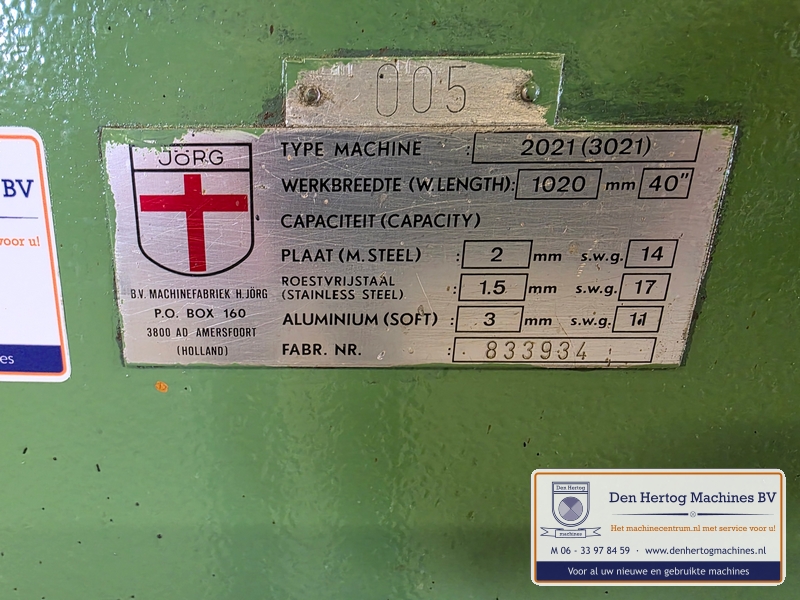 005
JÖRG
B.V. MACHINEFABRIEK H.JÖRG
P.O. BOX 160
3800 AD AMERSFOORT
(HOLLAND)
TYPE MACHINE : 2021 (3021)
WERKBREEDTE (W.LENGTH): 1020 mm 40"
CAPACITEIT (CAPACITY)
PLAAT (M. STEEL) : 2 mm s.w.g. 14
ROESTVRIJSTAAL
(STAINLESS STEEL) : 1.5 mm s.w.g. 17
ALUMINIUM (SOFT) : 3 mm s.w.g. 11
FABR. NR. : 833934
BV
voor u!
es
Den Hertog
machines
Den Hertog Machines BV
Het machinecentrum.nl met service voor u!
M 06 - 33 97 84 59 · www.denhertogmachines.nl
Voor al uw nieuwe en gebruikte machines